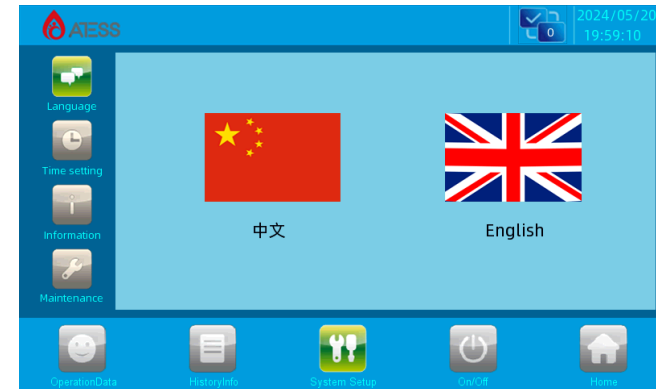 ATESS
2024/05/20
0
19:59:10
Language
Time setting
Information
Maintenance
中文
English
OperationData
HistoryInfo
System Setup
On/Off
Home